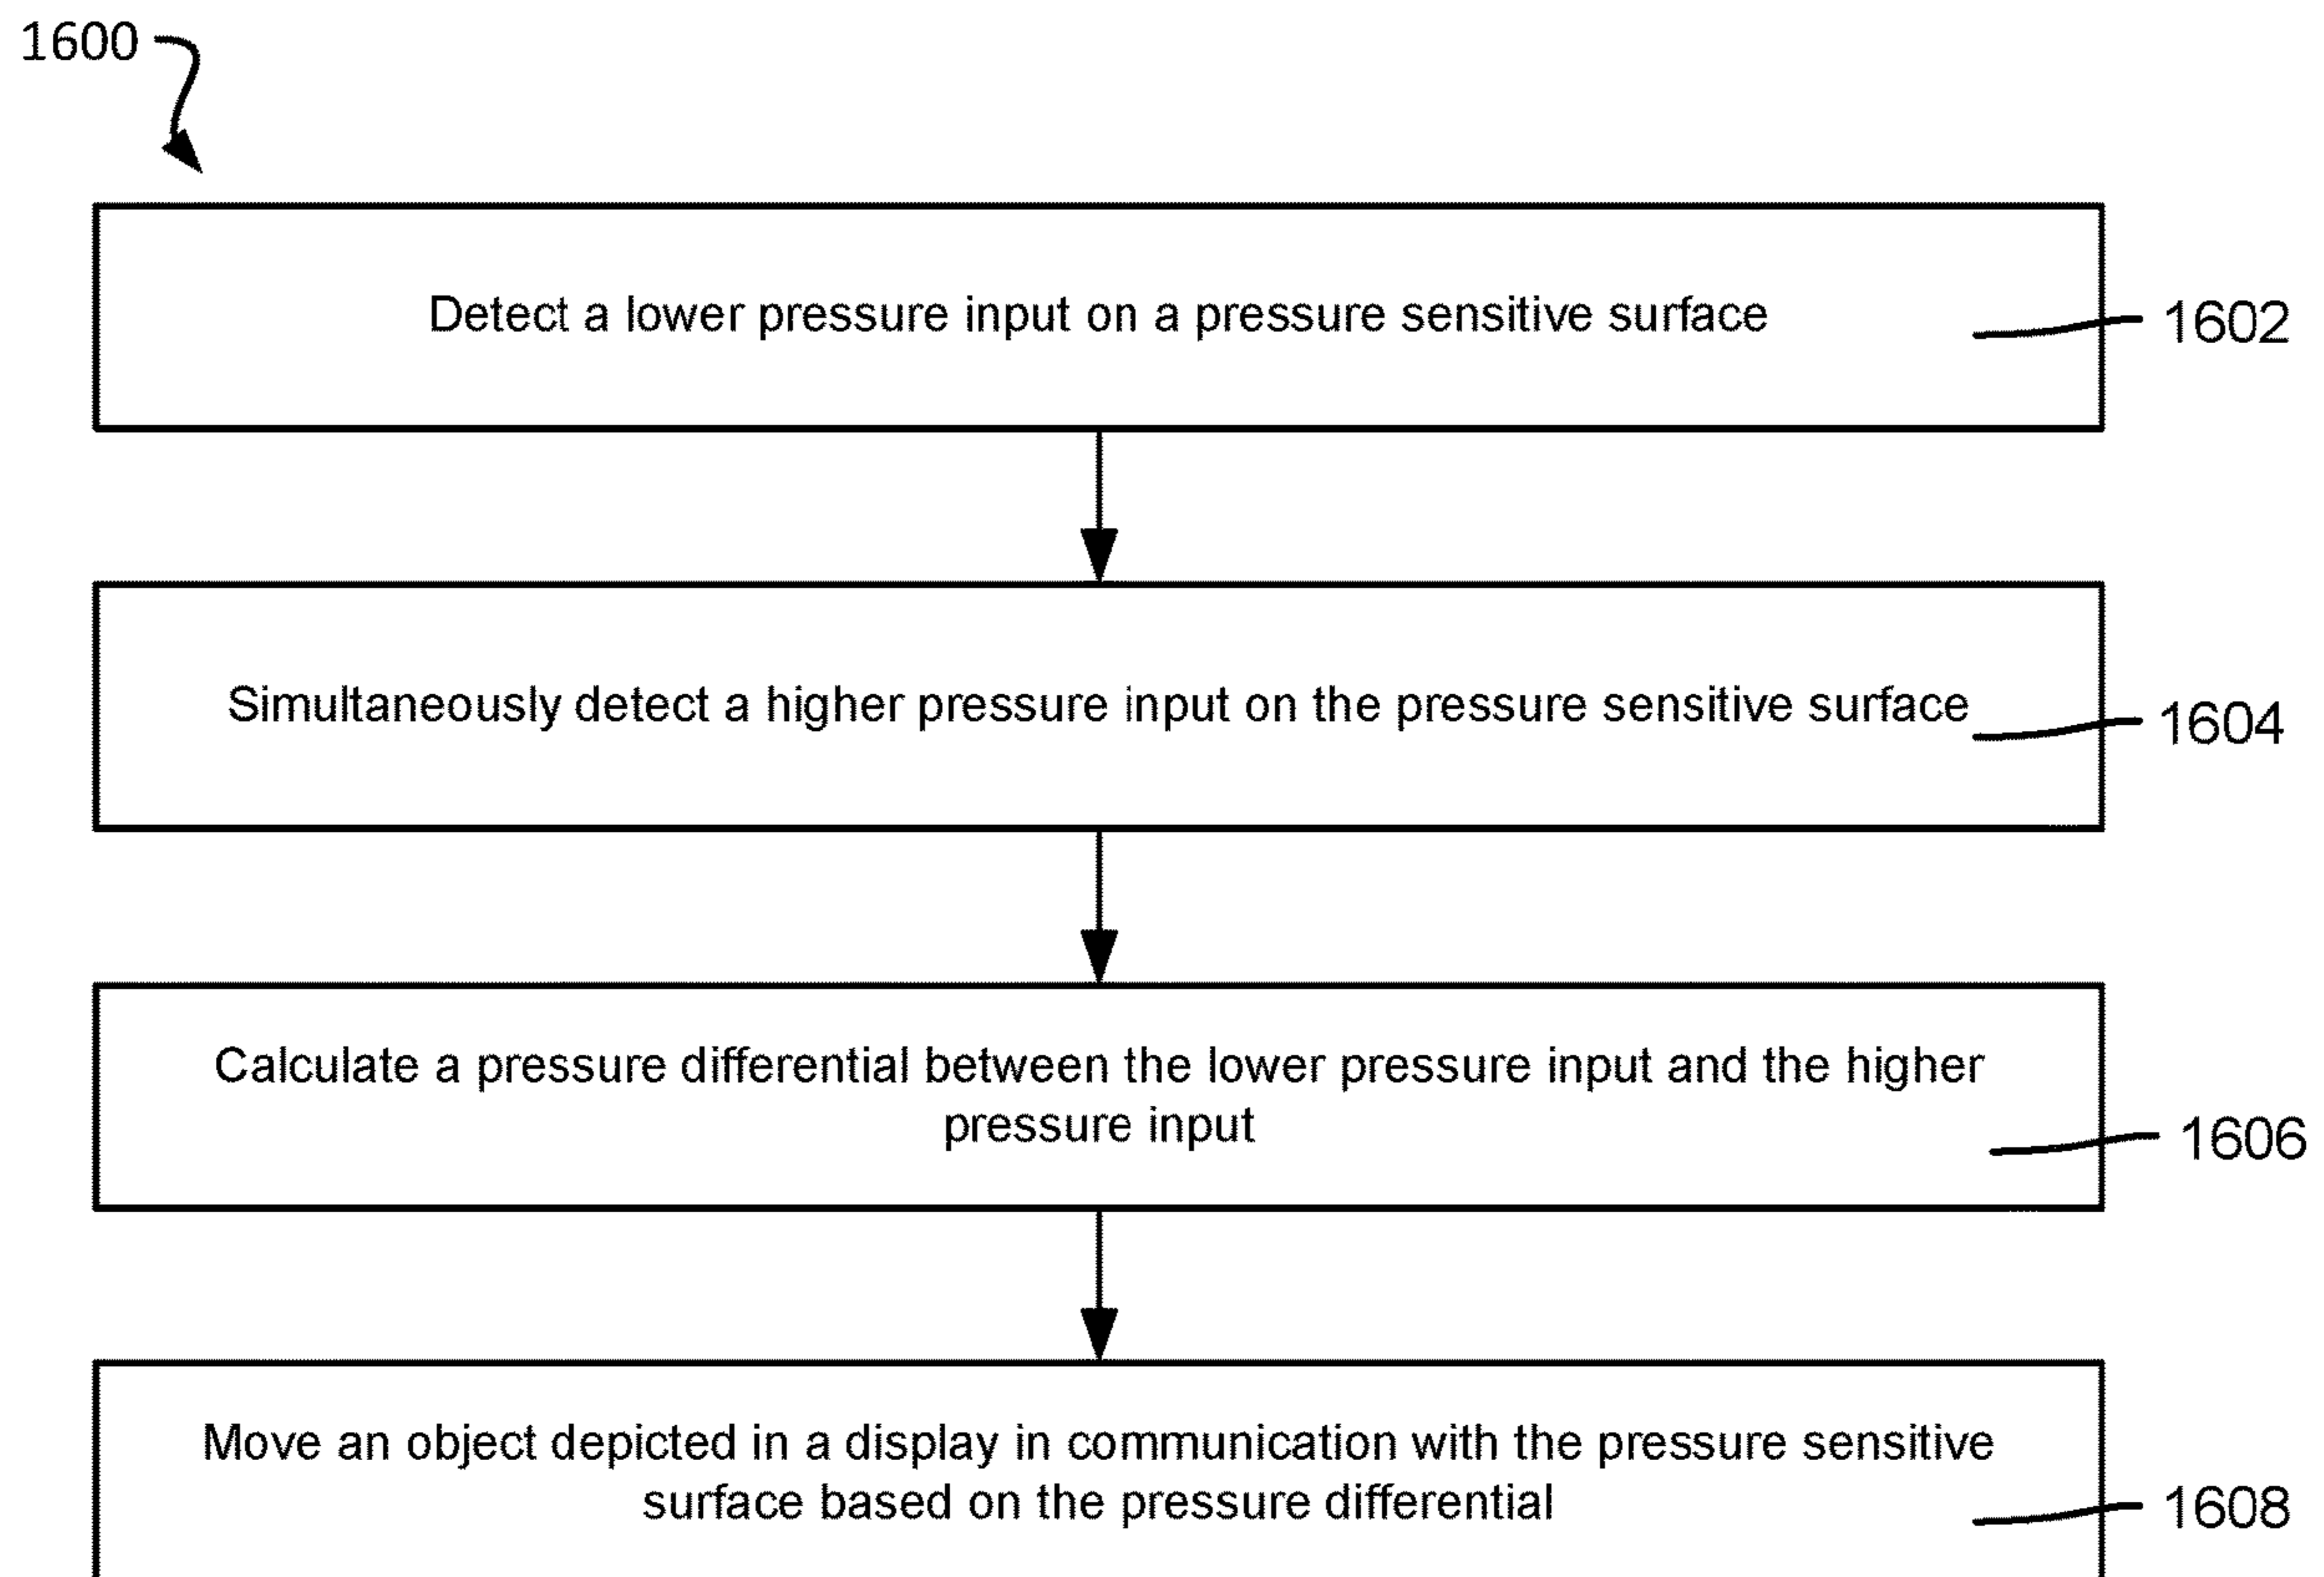 1600
Detect a lower pressure input on a pressure sensitive surface
1602
Simultaneously detect a higher pressure input on the pressure sensitive surface
1604
Calculate a pressure differential between the lower pressure input and the higher
pressure input
1606
Move an object depicted in a display in communication with the pressure sensitive
surface based on the pressure differential
1608